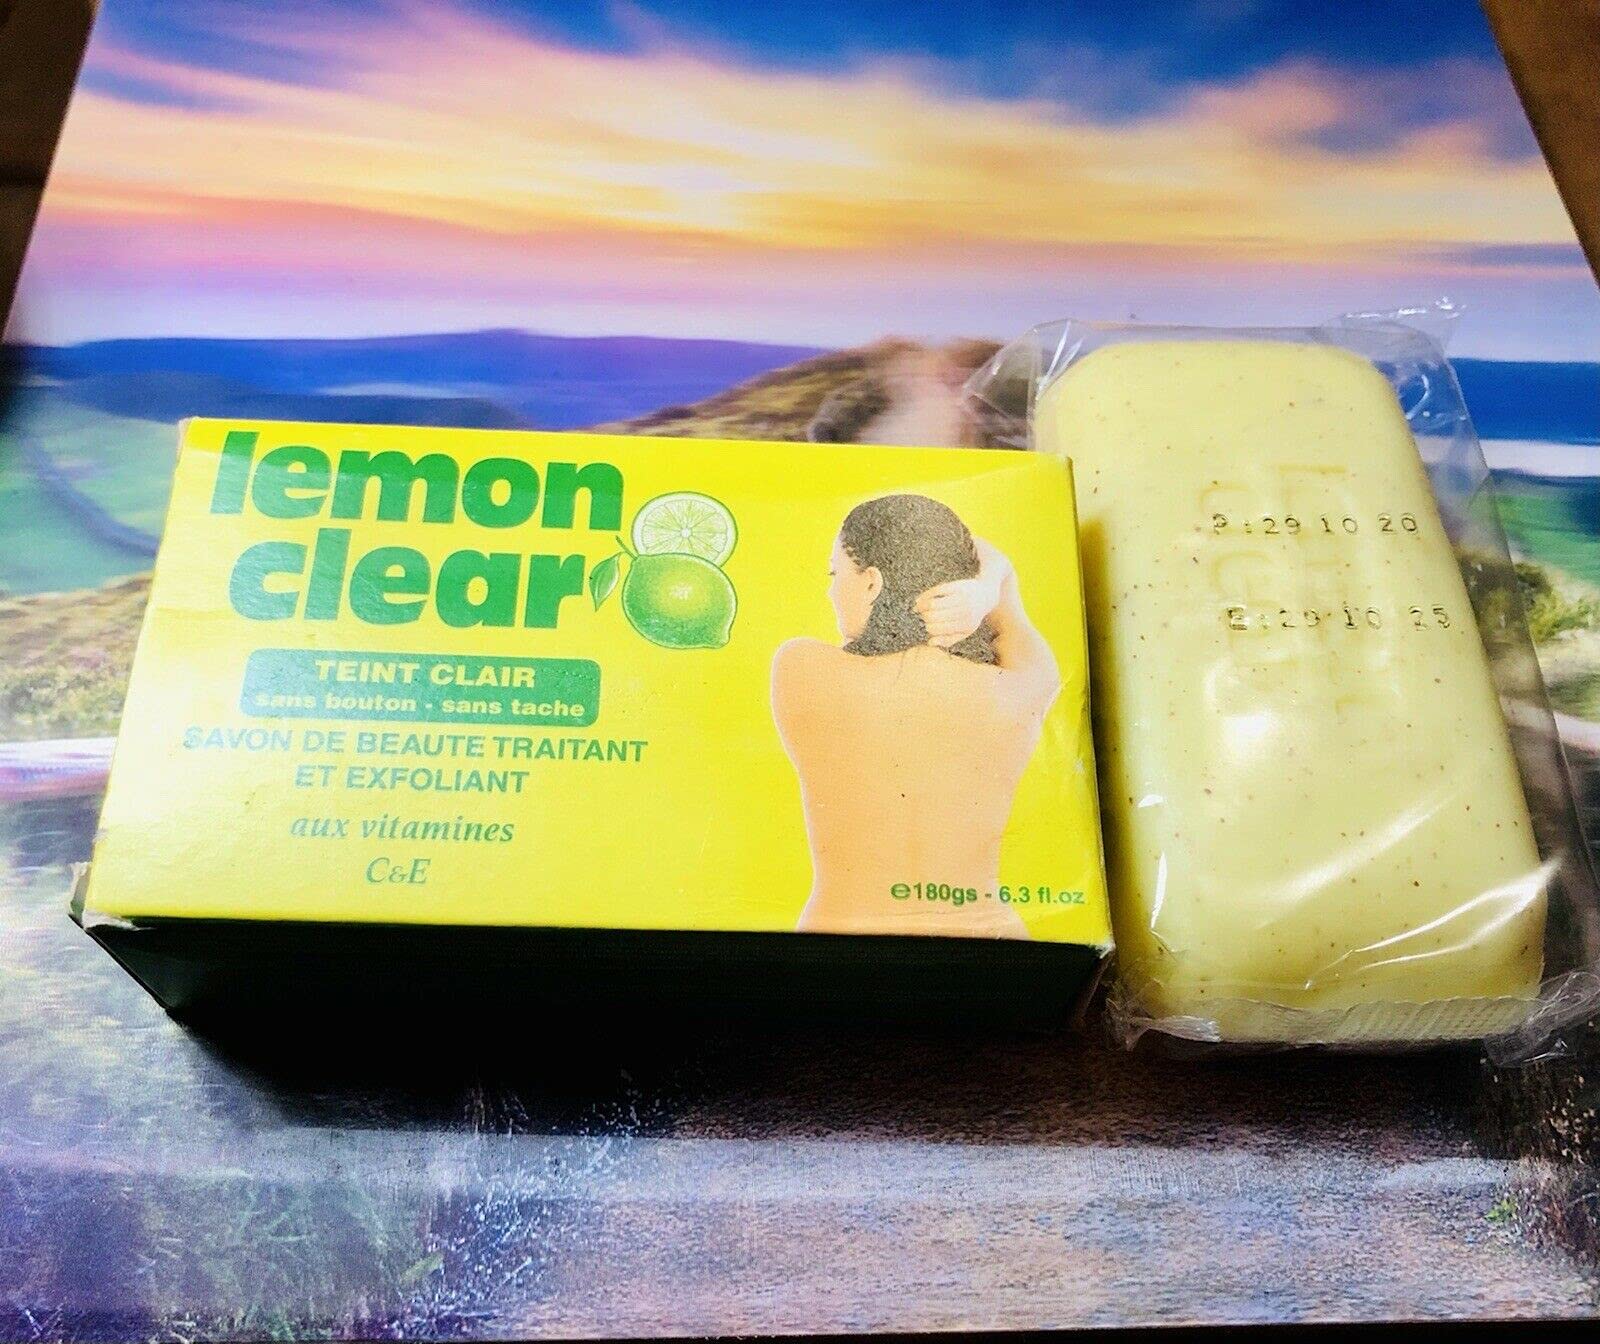 lemon
clear
TEINT CLAIR
sans bouton - sans tache
SAVON DE BEAUTE TRAITANT
ET EXFOLIANT
aux vitamines
C&E
℮180gs - 6.3 fl.oz
P:29 10 20
E:29 10 25